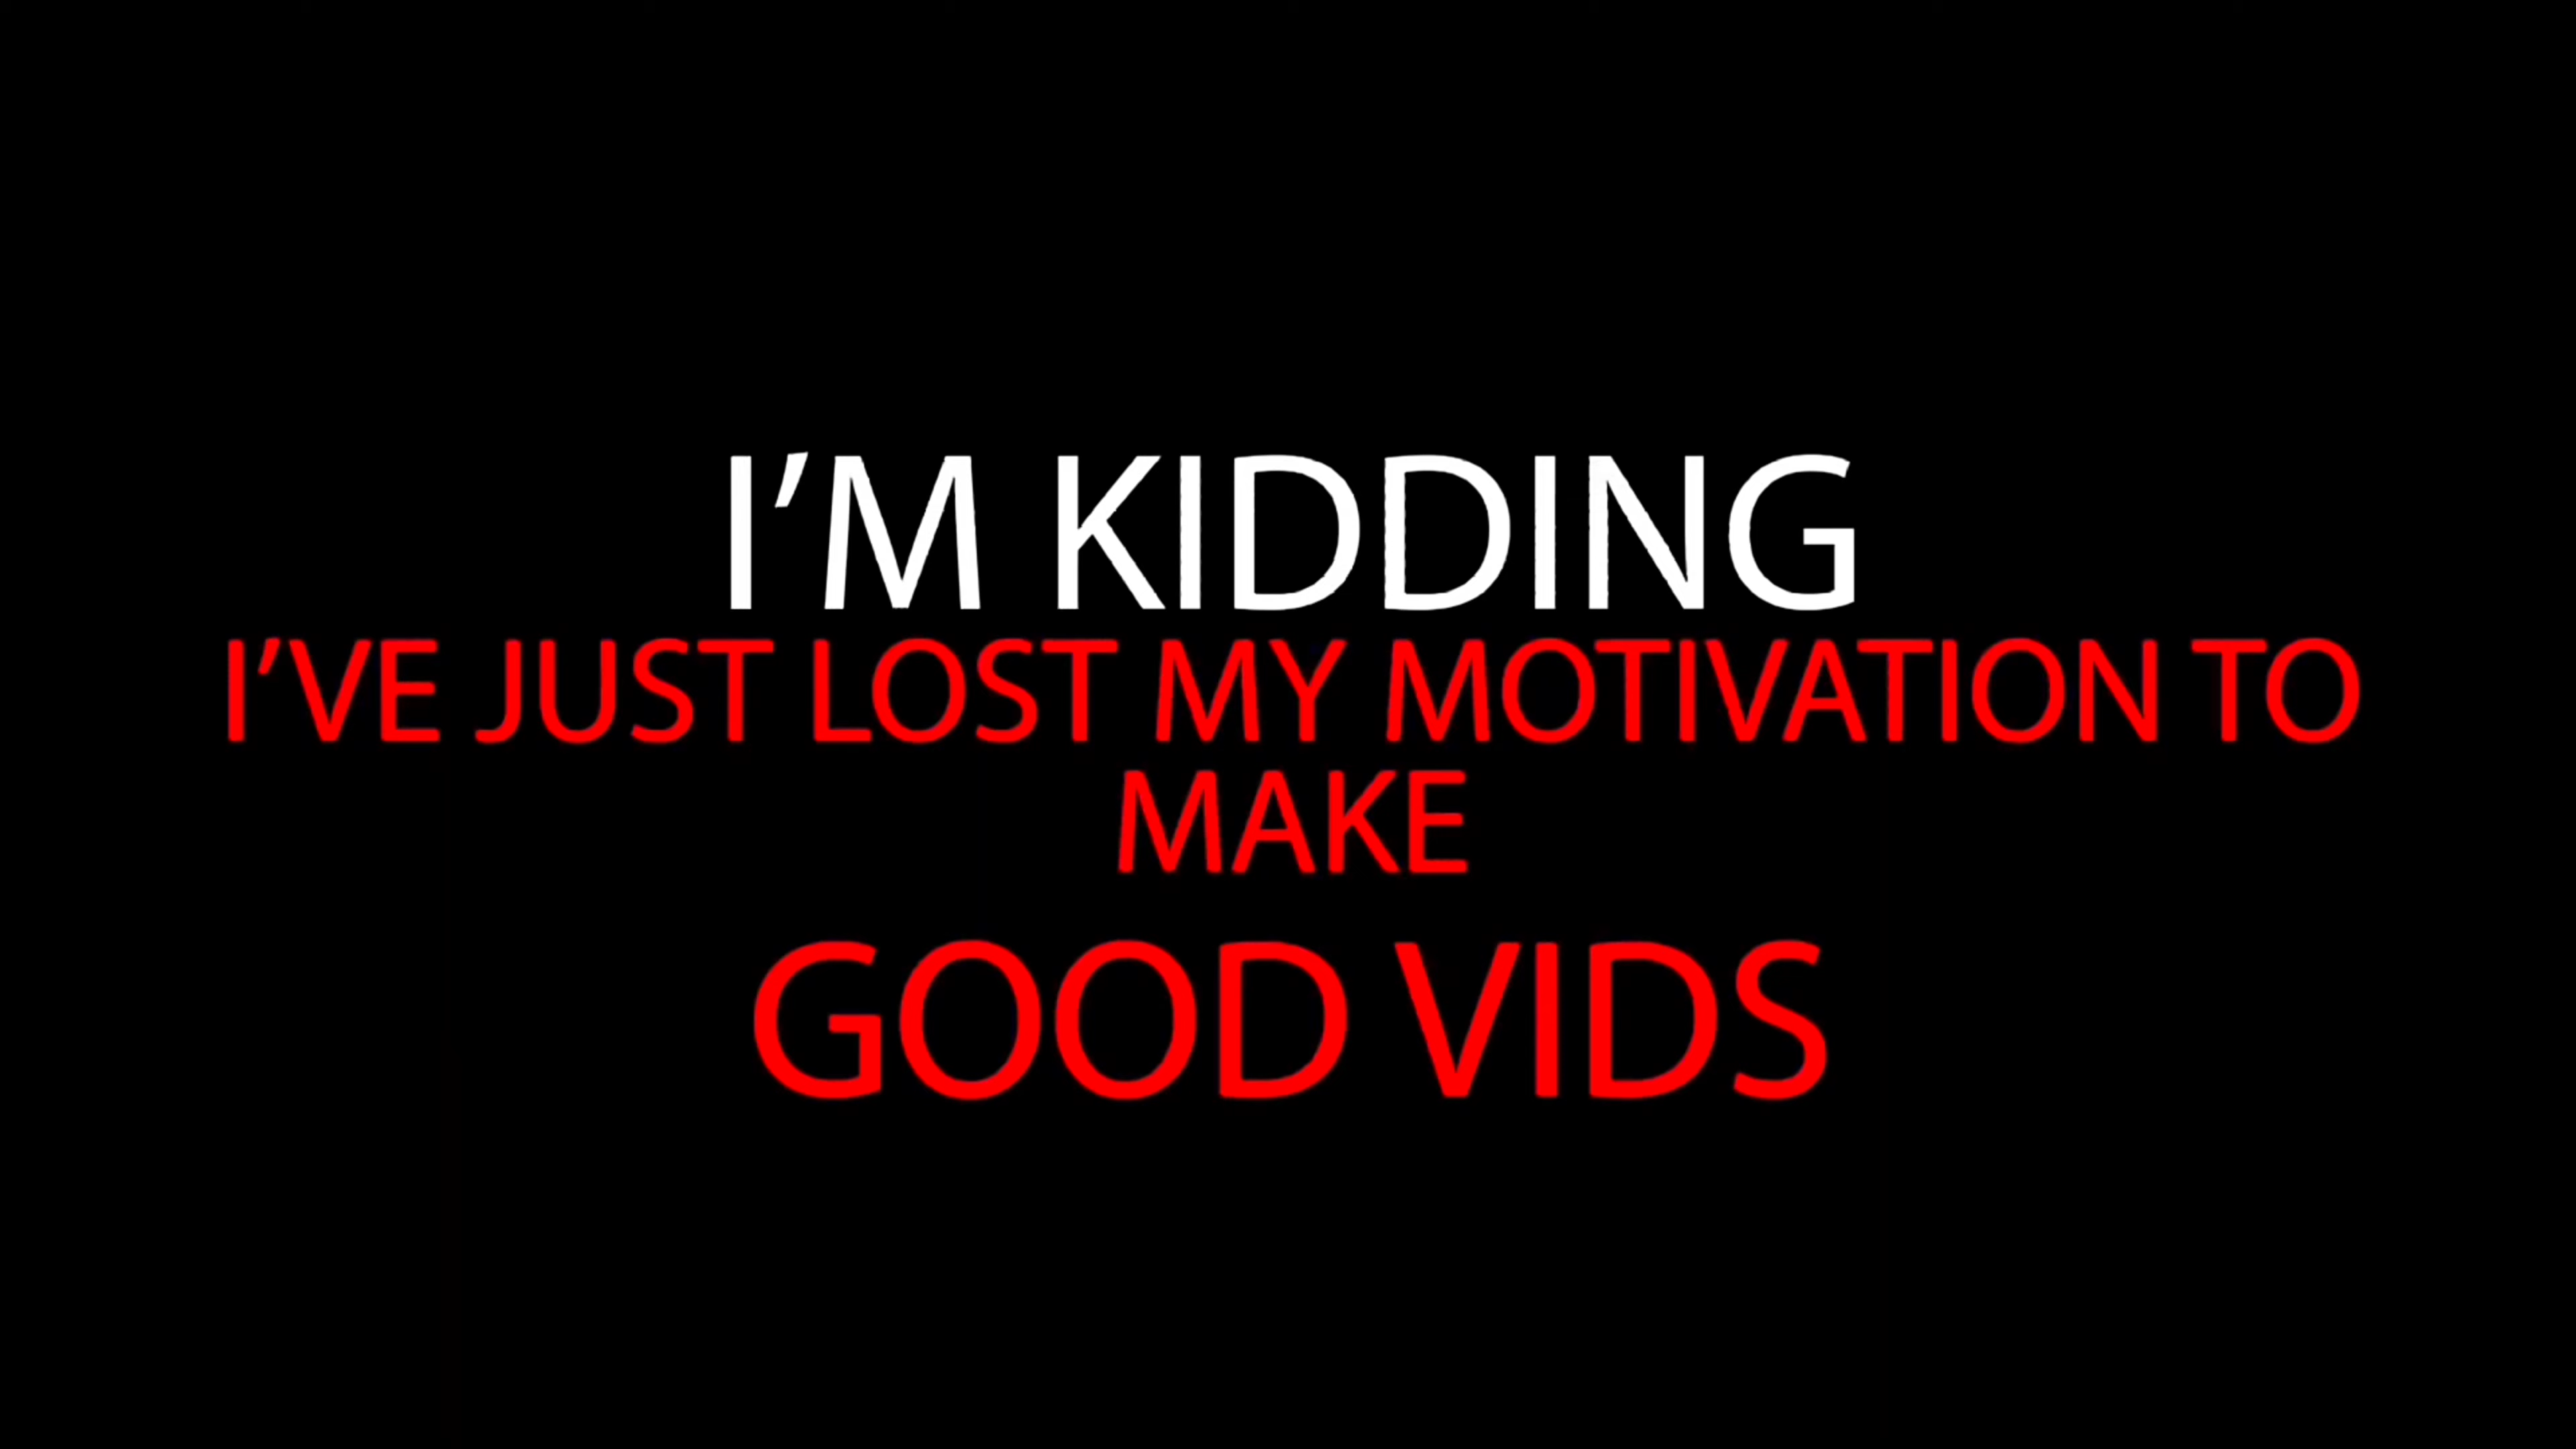 I’M KIDDING
I’VE JUST LOST MY MOTIVATION TO
MAKE
GOOD VIDS